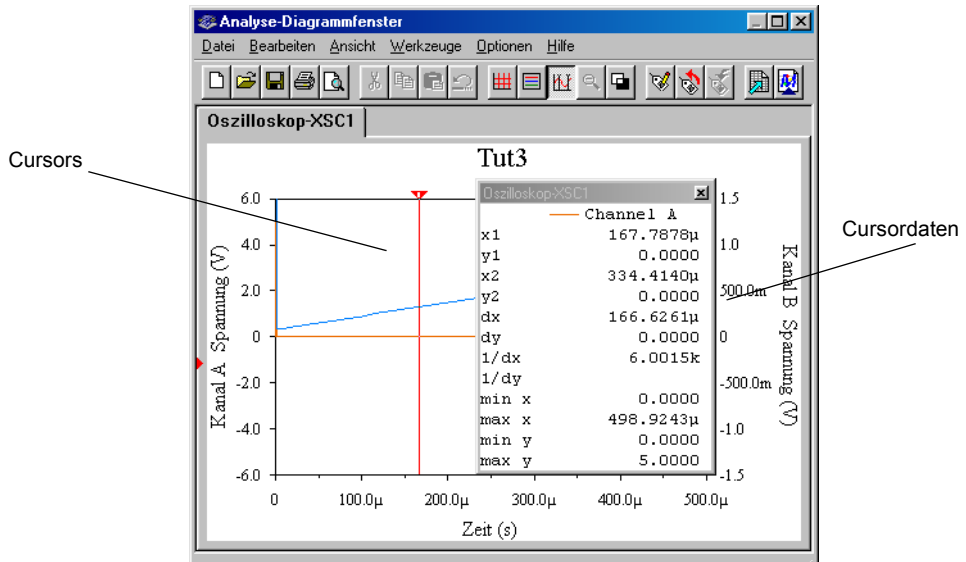 Analyse-Diagrammfenster
Datei Bearbeiten Ansicht Werkzeuge Optionen Hilfe
Oszilloskop-XSC1
Cursors
Tut3
Oszilloskop-XSC1
Channel A
x1 167.7878µ
y1 0.0000
x2 334.4140µ
y2 0.0000
dx 166.6261µ
dy 0.0000
1/dx 6.0015k
1/dy
min x 0.0000
max x 498.9243µ
min y 0.0000
max y 5.0000
Cursordaten
Kanal A Spannung (V)
6.0
4.0
2.0
0
-2.0
-4.0
-6.0
1.5
1.0
500.0m
0
-500.0m
-1.0
-1.5
Kanal B Spannung (V)
0 100.0µ 200.0µ 300.0µ 400.0µ 500.0µ
Zeit (s)